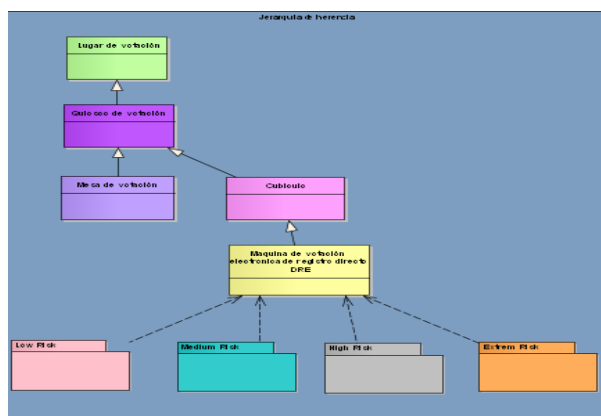 Jerarquia de herencia
Lugar de votación
Quiosco de votación
Mesa de votación
Cubiculo
Maquina de votación
electronica de registro directo
DRE
Low Risk
Medium Risk
High Risk
Extrem Risk